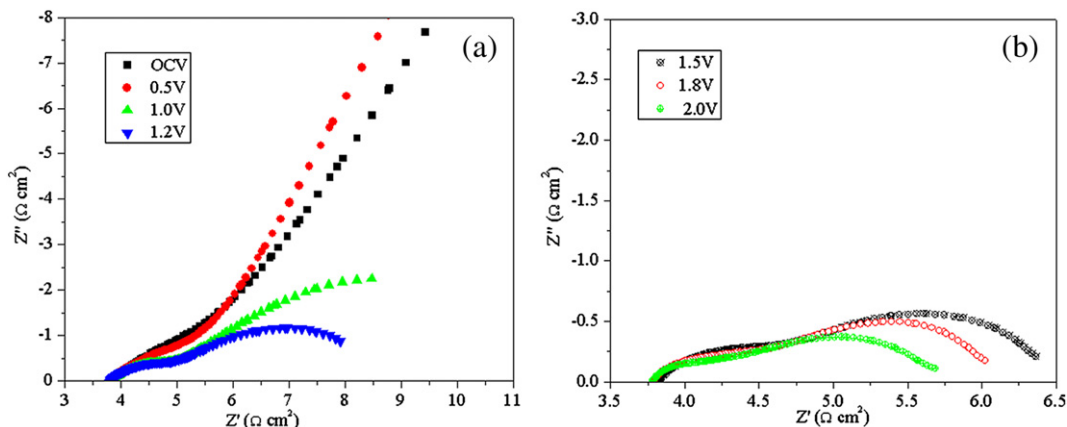 (a)
OCV
0.5V
1.0V
1.2V
-8
-7
-6
-5
-4
-3
-2
-1
0
Z'' (Ω cm²)
3 4 5 6 7 8 9 10 11
Z' (Ω cm²)
(b)
1.5V
1.8V
2.0V
-3.0
-2.5
-2.0
-1.5
-1.0
-0.5
0.0
Z'' (Ω cm²)
3.5 4.0 4.5 5.0 5.5 6.0 6.5
Z' (Ω cm²)